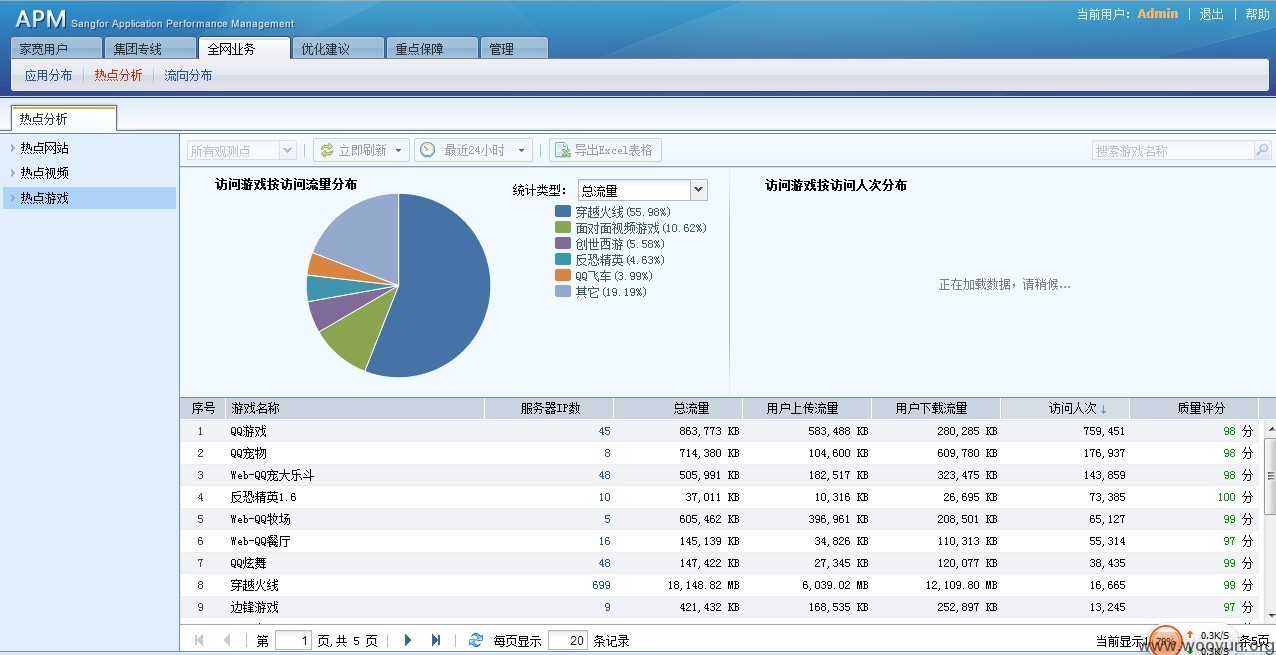 APM Sangfor Application Performance Management
当前用户: Admin | 退出 | 帮助
家宽用户 集团专线 全网业务 优化建议 重点保障 管理
应用分布 热点分析 流向分布
热点分析
热点网站
热点视频
热点游戏
所有观测点 立即刷新 最近24小时 导出Excel表格 搜索游戏名称
访问游戏按访问流量分布
统计类型: 总流量
穿越火线(55.98%)
面对面视频游戏(10.62%)
创世西游(5.58%)
反恐精英(4.63%)
QQ飞车(3.99%)
其它(19.19%)
访问游戏按访问人次分布
正在加载数据，请稍候...
序号 游戏名称 服务器IP数 总流量 用户上传流量 用户下载流量 访问人次↓ 质量评分
1 QQ游戏 45 863,773 KB 583,488 KB 280,285 KB 759,451 98 分
2 QQ宠物 8 714,380 KB 104,600 KB 609,780 KB 176,937 98 分
3 Web-QQ宠大乐斗 48 505,991 KB 182,517 KB 323,475 KB 143,859 98 分
4 反恐精英1.6 10 37,011 KB 10,316 KB 26,695 KB 73,385 100 分
5 Web-QQ牧场 5 605,462 KB 396,961 KB 208,501 KB 65,127 99 分
6 Web-QQ餐厅 16 145,139 KB 34,826 KB 110,313 KB 55,314 97 分
7 QQ炫舞 48 147,422 KB 27,345 KB 120,077 KB 38,435 99 分
8 穿越火线 699 18,148.82 MB 6,039.02 MB 12,109.80 MB 16,665 99 分
9 边锋游戏 9 421,432 KB 168,535 KB 252,897 KB 13,245 97 分
第 1 页,共 5 页 每页显示 20 条记录 当前显示 条5页
78% 0.3K/S
0.3K/S
www.wooyun.org